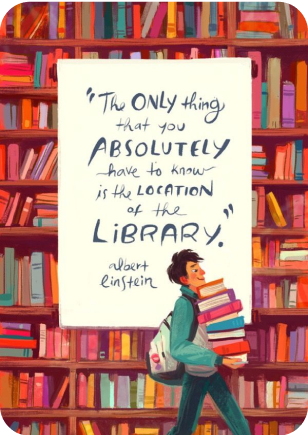 "The ONLY thing
that you
ABSOLUTELY
have to know
is the LOCATION
of the
LiBRARY."
albert
einstein